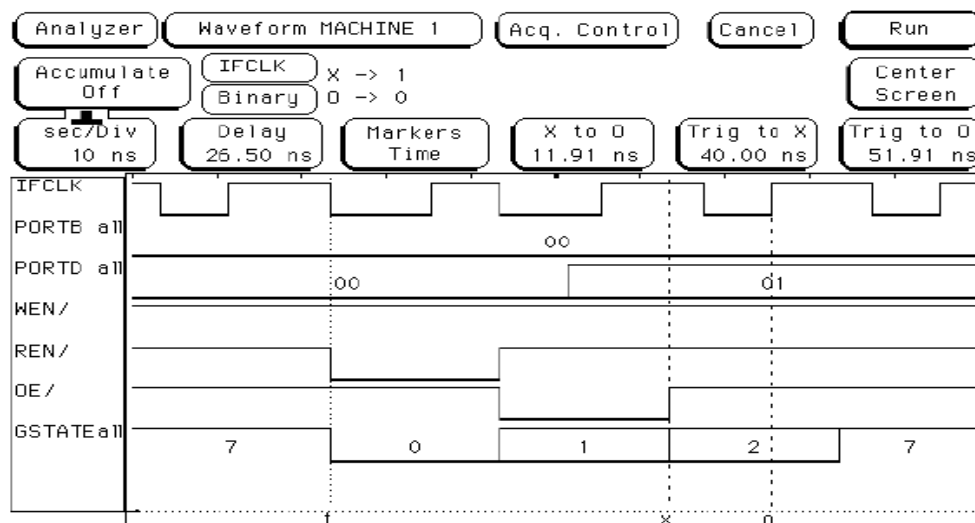 Analyzer Waveform MACHINE 1 Acq. Control Cancel Run
Accumulate Off IFCLK X -> 1 Center Screen
Binary O -> 0
sec/Div Delay Markers X to O Trig to X Trig to O
10 ns 26.50 ns Time 11.91 ns 40.00 ns 51.91 ns
IFCLK
PORTB all
00
PORTD all
00 01
WEN/
REN/
OE/
GSTATEall
7 0 1 2 7
t X O